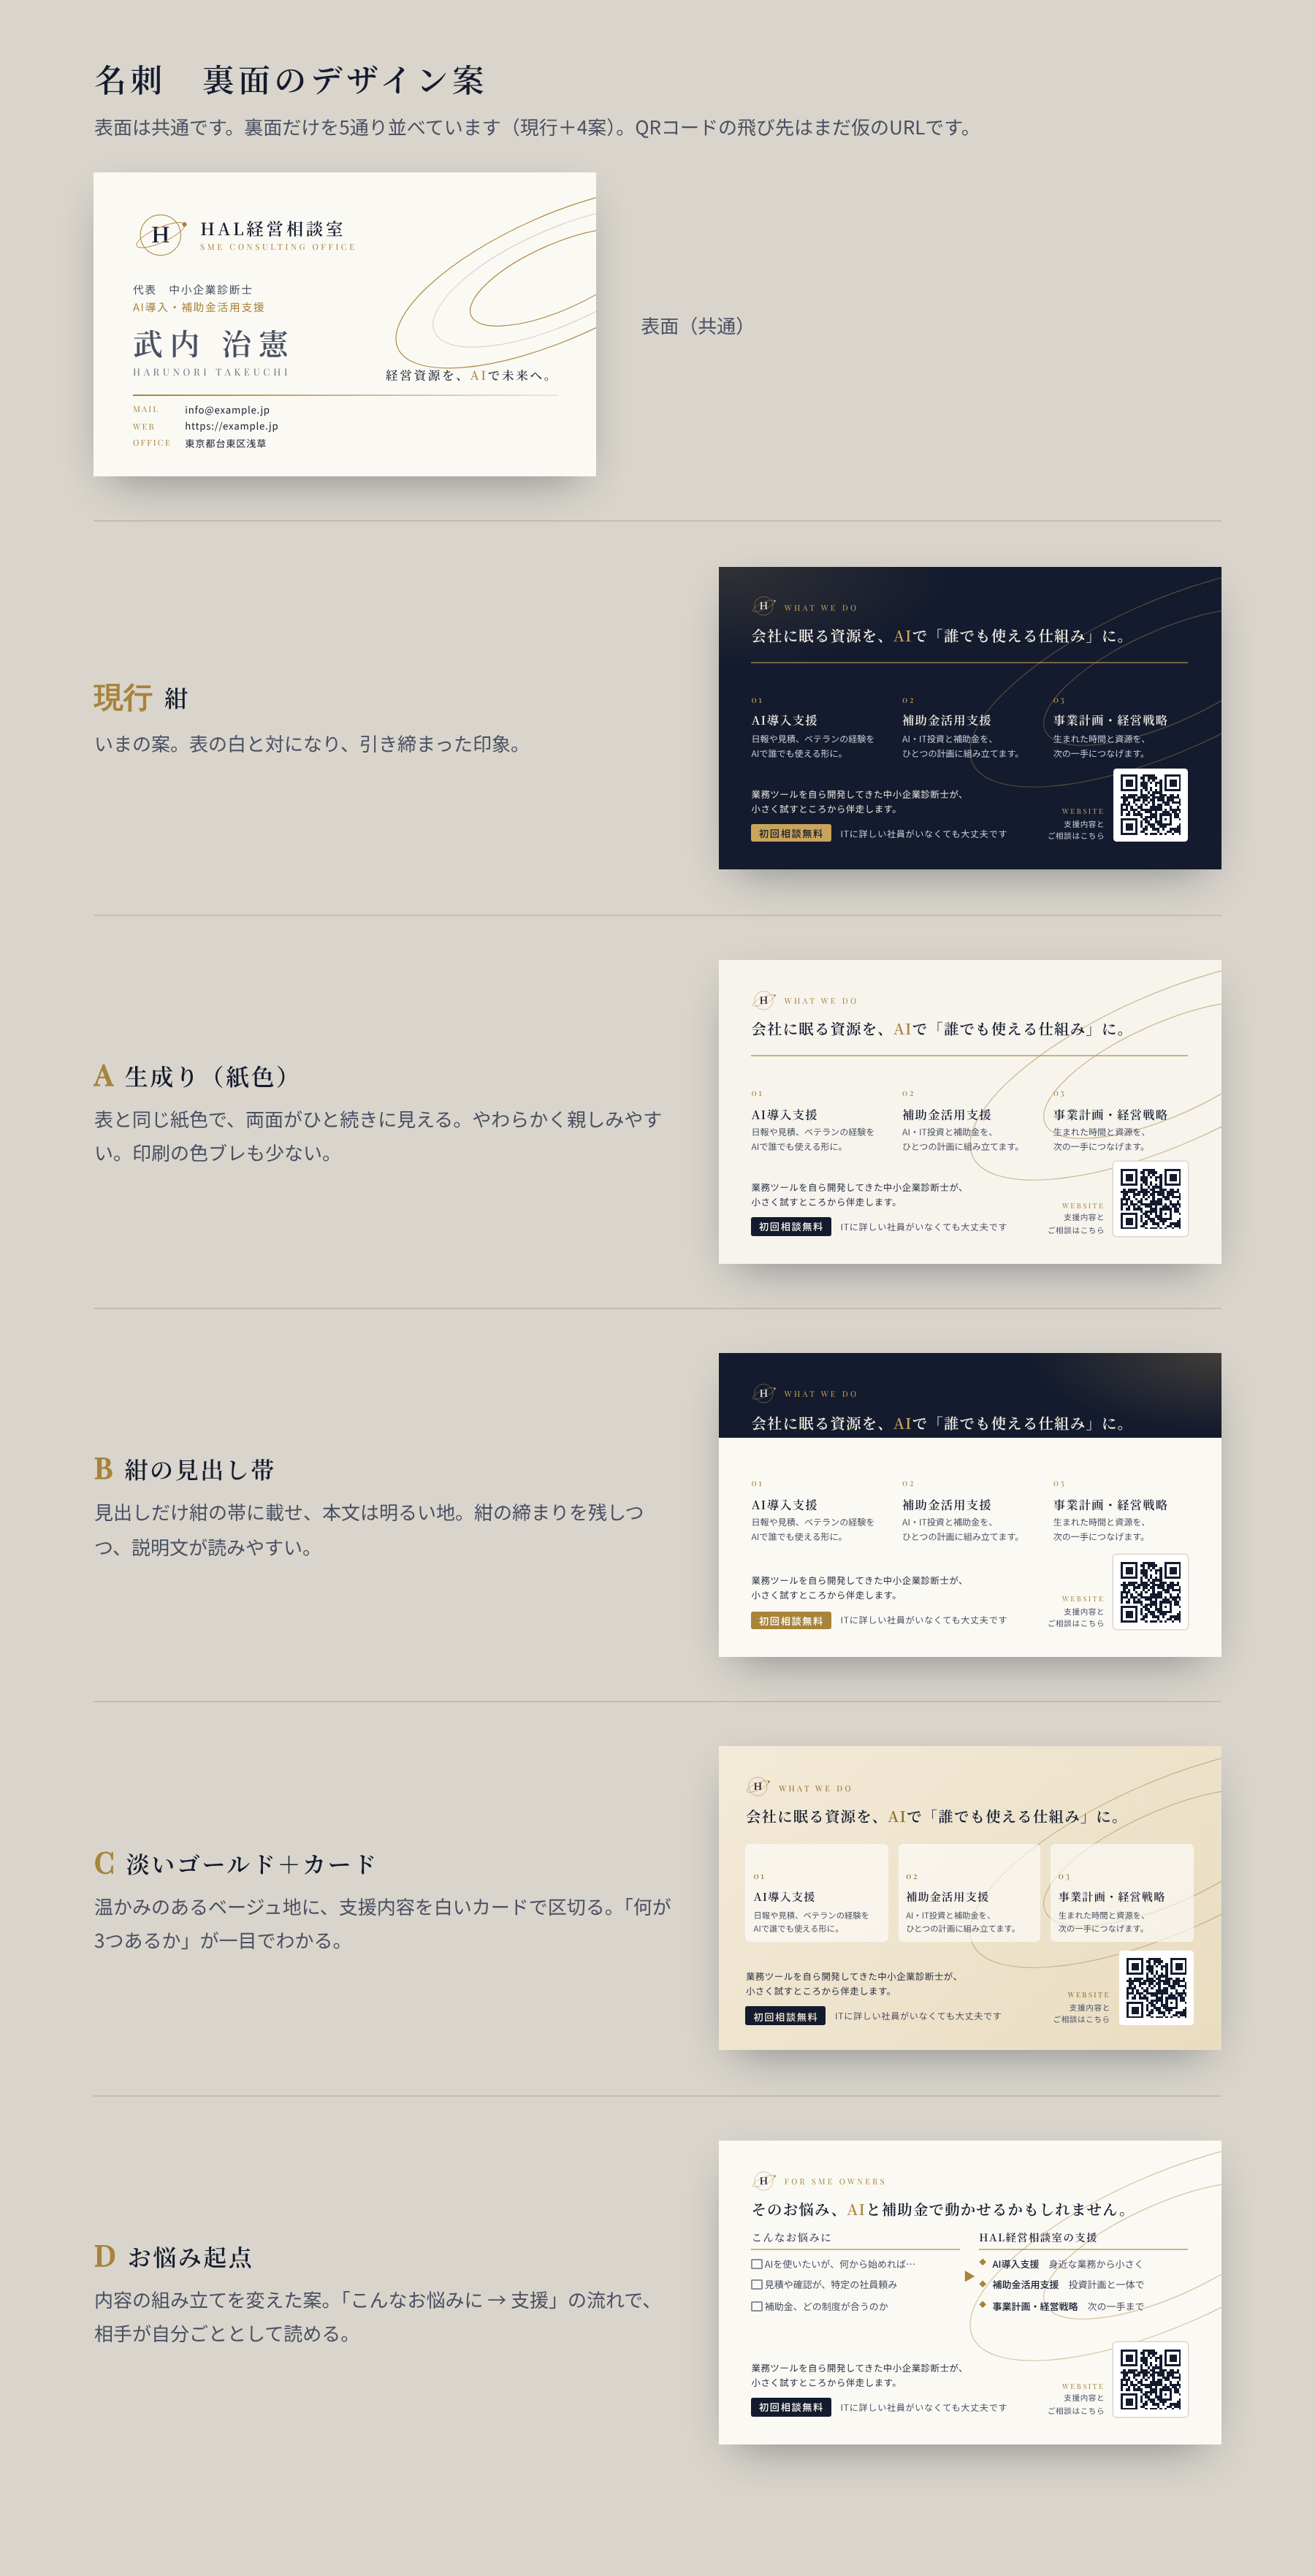 名刺　裏面のデザイン案
表面は共通です。裏面だけを5通り並べています（現行＋4案）。QRコードの飛び先はまだ仮のURLです。
H
HAL経営相談室
SME CONSULTING OFFICE
代表　中小企業診断士
AI導入・補助金活用支援
武内 治憲
HARUNORI TAKEUCHI
経営資源を、AIで未来へ。
MAIL info@example.jp
WEB https://example.jp
OFFICE 東京都台東区浅草
表面（共通）
現行 紺
いまの案。表の白と対になり、引き締まった印象。
H WHAT WE DO
会社に眠る資源を、AIで「誰でも使える仕組み」に。
01 02 03
AI導入支援 補助金活用支援 事業計画・経営戦略
日報や見積、ベテランの経験を AI・IT投資と補助金を、 生まれた時間と資源を、
AIで誰でも使える形に。 ひとつの計画に組み立てます。 次の一手につなげます。
業務ツールを自ら開発してきた中小企業診断士が、
小さく試すところから伴走します。
初回相談無料 ITに詳しい社員がいなくても大丈夫です
WEBSITE
支援内容と
ご相談はこちら
A 生成り（紙色）
表と同じ紙色で、両面がひと続きに見える。やわらかく親しみやす
い。印刷の色ブレも少ない。
H WHAT WE DO
会社に眠る資源を、AIで「誰でも使える仕組み」に。
01 02 03
AI導入支援 補助金活用支援 事業計画・経営戦略
日報や見積、ベテランの経験を AI・IT投資と補助金を、 生まれた時間と資源を、
AIで誰でも使える形に。 ひとつの計画に組み立てます。 次の一手につなげます。
業務ツールを自ら開発してきた中小企業診断士が、
小さく試すところから伴走します。
初回相談無料 ITに詳しい社員がいなくても大丈夫です
WEBSITE
支援内容と
ご相談はこちら
B 紺の見出し帯
見出しだけ紺の帯に載せ、本文は明るい地。紺の締まりを残しつ
つ、説明文が読みやすい。
H WHAT WE DO
会社に眠る資源を、AIで「誰でも使える仕組み」に。
01 02 03
AI導入支援 補助金活用支援 事業計画・経営戦略
日報や見積、ベテランの経験を AI・IT投資と補助金を、 生まれた時間と資源を、
AIで誰でも使える形に。 ひとつの計画に組み立てます。 次の一手につなげます。
業務ツールを自ら開発してきた中小企業診断士が、
小さく試すところから伴走します。
初回相談無料 ITに詳しい社員がいなくても大丈夫です
WEBSITE
支援内容と
ご相談はこちら
C 淡いゴールド＋カード
温かみのあるベージュ地に、支援内容を白いカードで区切る。「何が
3つあるか」が一目でわかる。
H WHAT WE DO
会社に眠る資源を、AIで「誰でも使える仕組み」に。
01 02 03
AI導入支援 補助金活用支援 事業計画・経営戦略
日報や見積、ベテランの経験を AI・IT投資と補助金を、 生まれた時間と資源を、
AIで誰でも使える形に。 ひとつの計画に組み立てます。 次の一手につなげます。
業務ツールを自ら開発してきた中小企業診断士が、
小さく試すところから伴走します。
初回相談無料 ITに詳しい社員がいなくても大丈夫です
WEBSITE
支援内容と
ご相談はこちら
D お悩み起点
内容の組み立てを変えた案。「こんなお悩みに → 支援」の流れで、
相手が自分ごととして読める。
H FOR SME OWNERS
そのお悩み、AIと補助金で動かせるかもしれません。
こんなお悩みに
□AIを使いたいが、何から始めれば…
□見積や確認が、特定の社員頼み
□補助金、どの制度が合うのか
▶
HAL経営相談室の支援
◆ AI導入支援　身近な業務から小さく
◆ 補助金活用支援　投資計画と一体で
◆ 事業計画・経営戦略　次の一手まで
業務ツールを自ら開発してきた中小企業診断士が、
小さく試すところから伴走します。
初回相談無料 ITに詳しい社員がいなくても大丈夫です
WEBSITE
支援内容と
ご相談はこちら